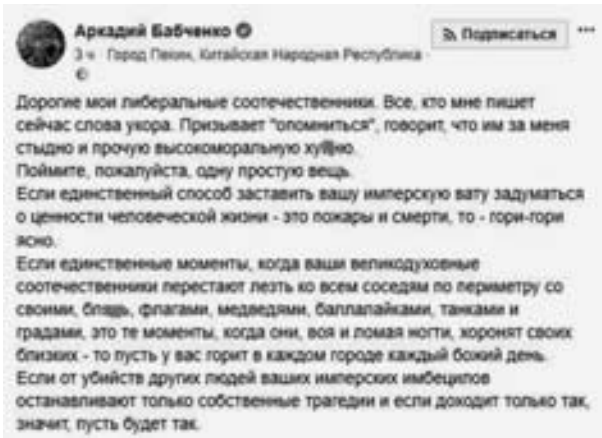 Аркадий Бабченко
Подписаться
3 ч · Город Пекин, Китайская Народная Республика ·
Дорогие мои либеральные соотечественники. Все, кто мне пишет
сейчас слова укора. Призывает "опомниться", говорит, что им за меня
стыдно и прочую высокоморальную хуйню.
Поймите, пожалуйста, одну простую вещь.
Если единственный способ заставить вашу имперскую вату задуматься
о ценности человеческой жизни - это пожары и смерти, то - гори-гори
ясно.
Если единственные моменты, когда ваши великодуховные
соотечественники перестают лезть ко всем соседям по периметру со
своими, блядь, флагами, медведями, баллалайками, танками и
градами, это те моменты, когда они, воя и ломая ногти, хоронят своих
близких - то пусть у вас горит в каждом городе каждый божий день.
Если от убийств других людей ваших имперских имбецилов
останавливают только собственные трагедии и если доходит только так,
значит, пусть будет так.